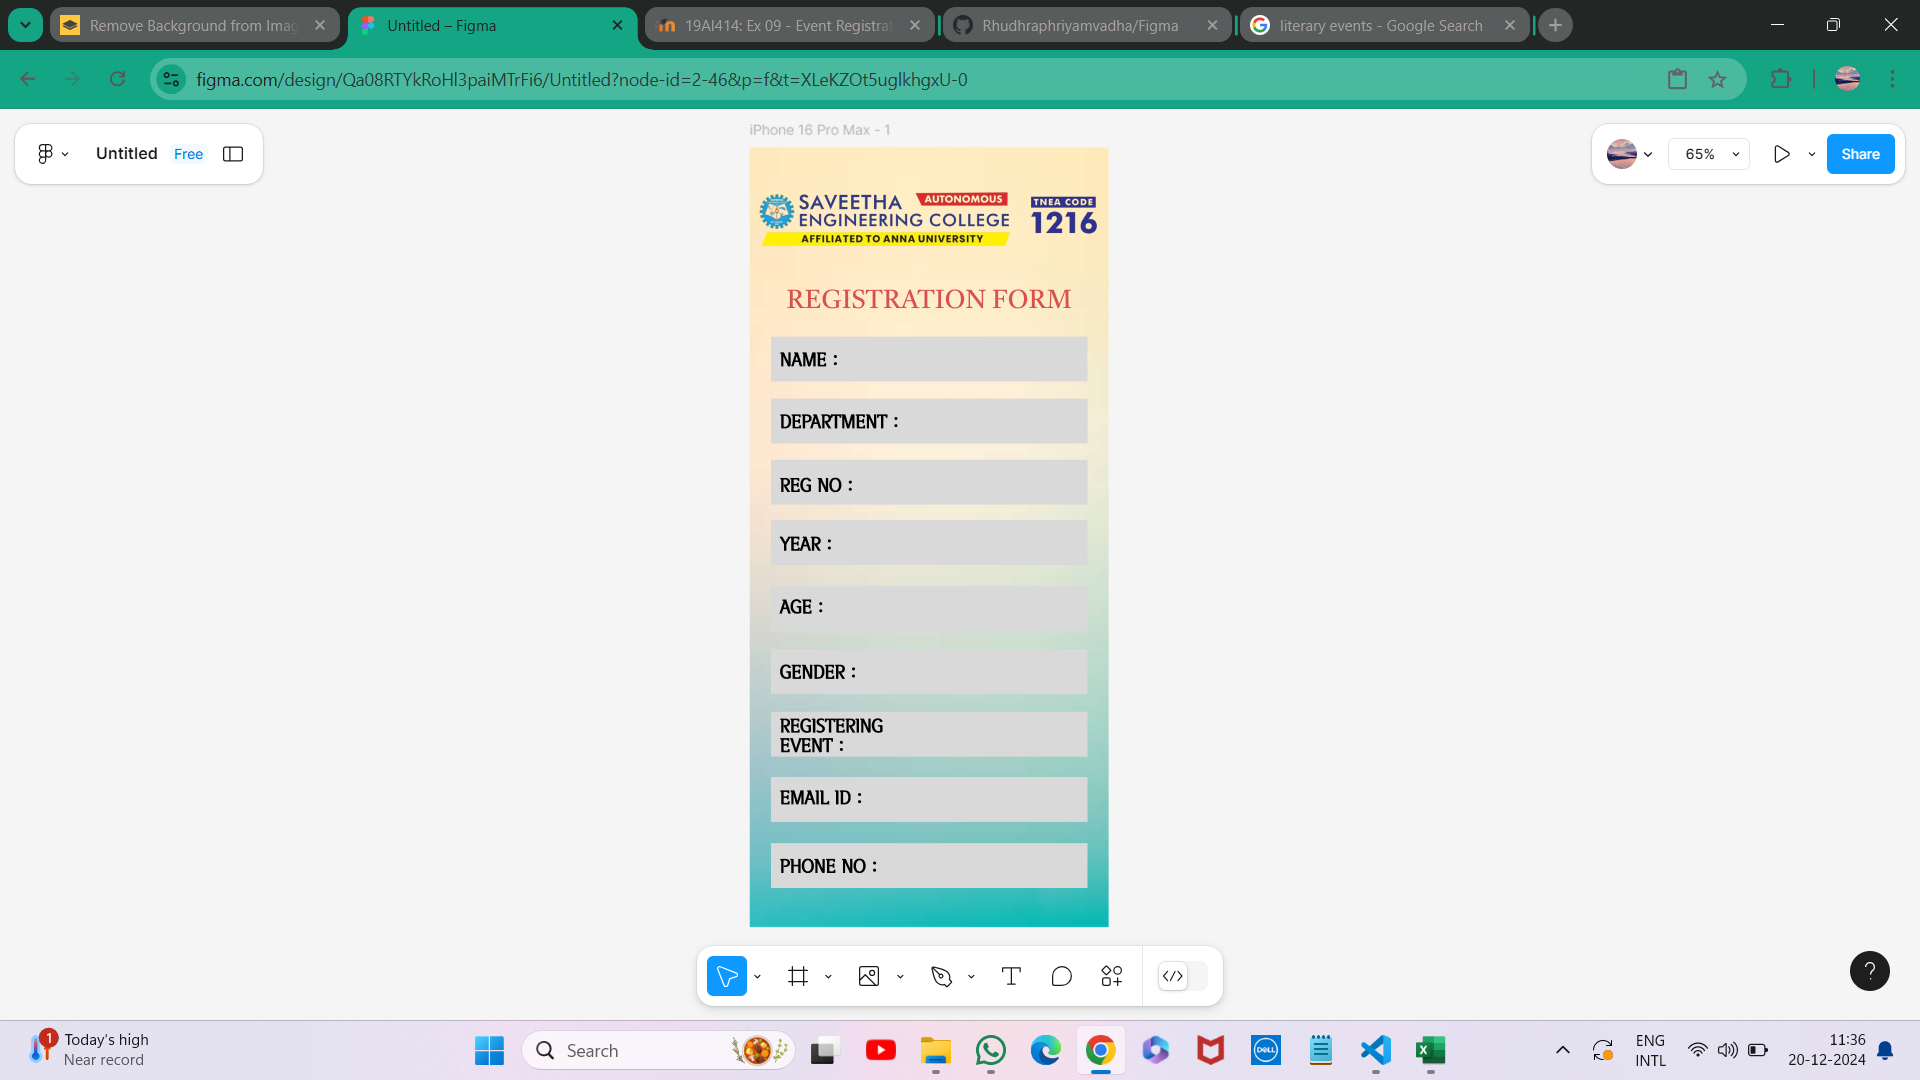 Remove Background from Imag
Untitled – Figma
19AI414: Ex 09 - Event Registrat
Rhudhraphriyamvadha/Figma
literary events - Google Search
figma.com/design/Qa08RTYkRoHl3paiMTrFi6/Untitled?node-id=2-46&p=f&t=XLeKZOt5uglkhgxU-0
Untitled Free
65%
Share
iPhone 16 Pro Max - 1
SAVEETHA AUTONOMOUS
ENGINEERING COLLEGE
AFFILIATED TO ANNA UNIVERSITY
TNEA CODE
1216
REGISTRATION FORM
NAME :
DEPARTMENT :
REG NO :
YEAR :
AGE :
GENDER :
REGISTERING
EVENT :
EMAIL ID :
PHONE NO :
?
1
Today's high
Near record
Search
DELL
ENG
INTL
11:36
20-12-2024